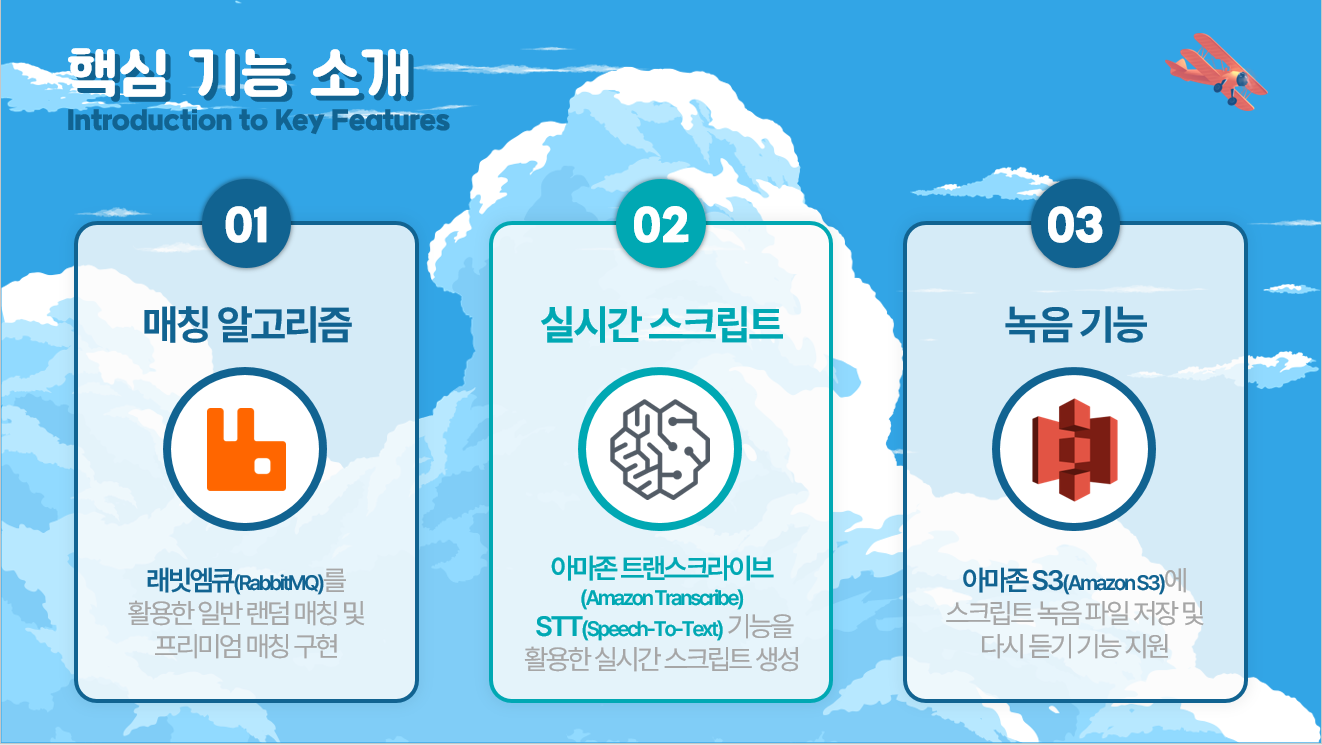 핵심 기능 소개
Introduction to Key Features
01
매칭 알고리즘
래빗엠큐(RabbitMQ)를
활용한 일반 랜덤 매칭 및
프리미엄 매칭 구현
02
실시간 스크립트
아마존 트랜스크라이브
(Amazon Transcribe)
STT(Speech-To-Text) 기능을
활용한 실시간 스크립트 생성
03
녹음 기능
아마존 S3(Amazon S3)에
스크립트 녹음 파일 저장 및
다시 듣기 기능 지원